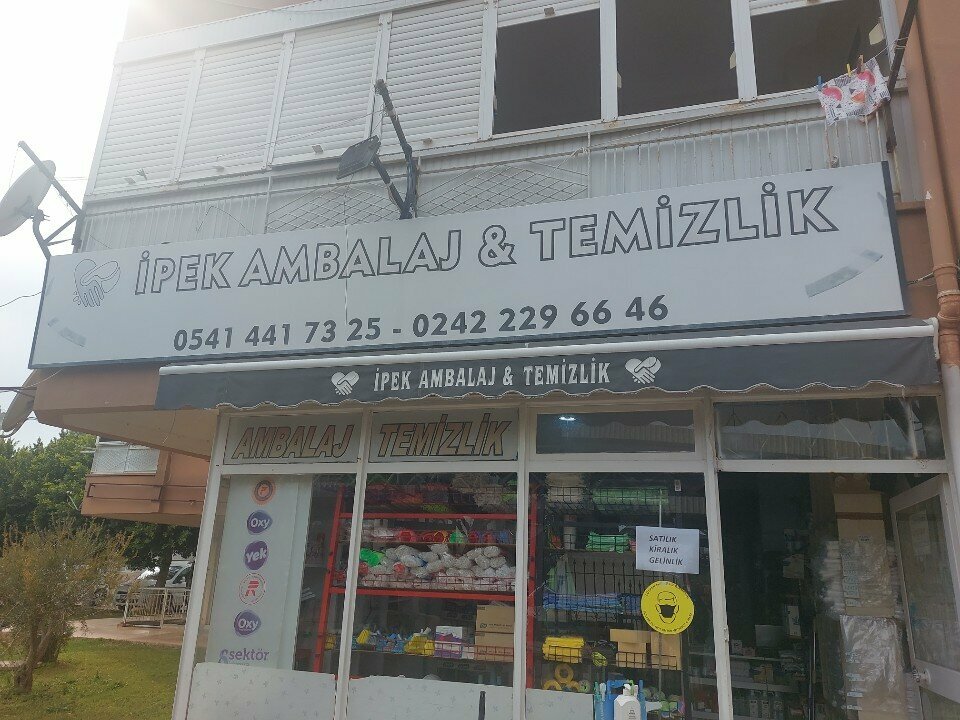 İPEK AMBALAJ & TEMİZLİK
0541 441 73 25 - 0242 229 66 46
İPEK AMBALAJ & TEMİZLİK
AMBALAJ TEMİZLİK
Oxy
yek
R
Oxy
sektör
SATILIK
KİRALIK
GELİNLİK